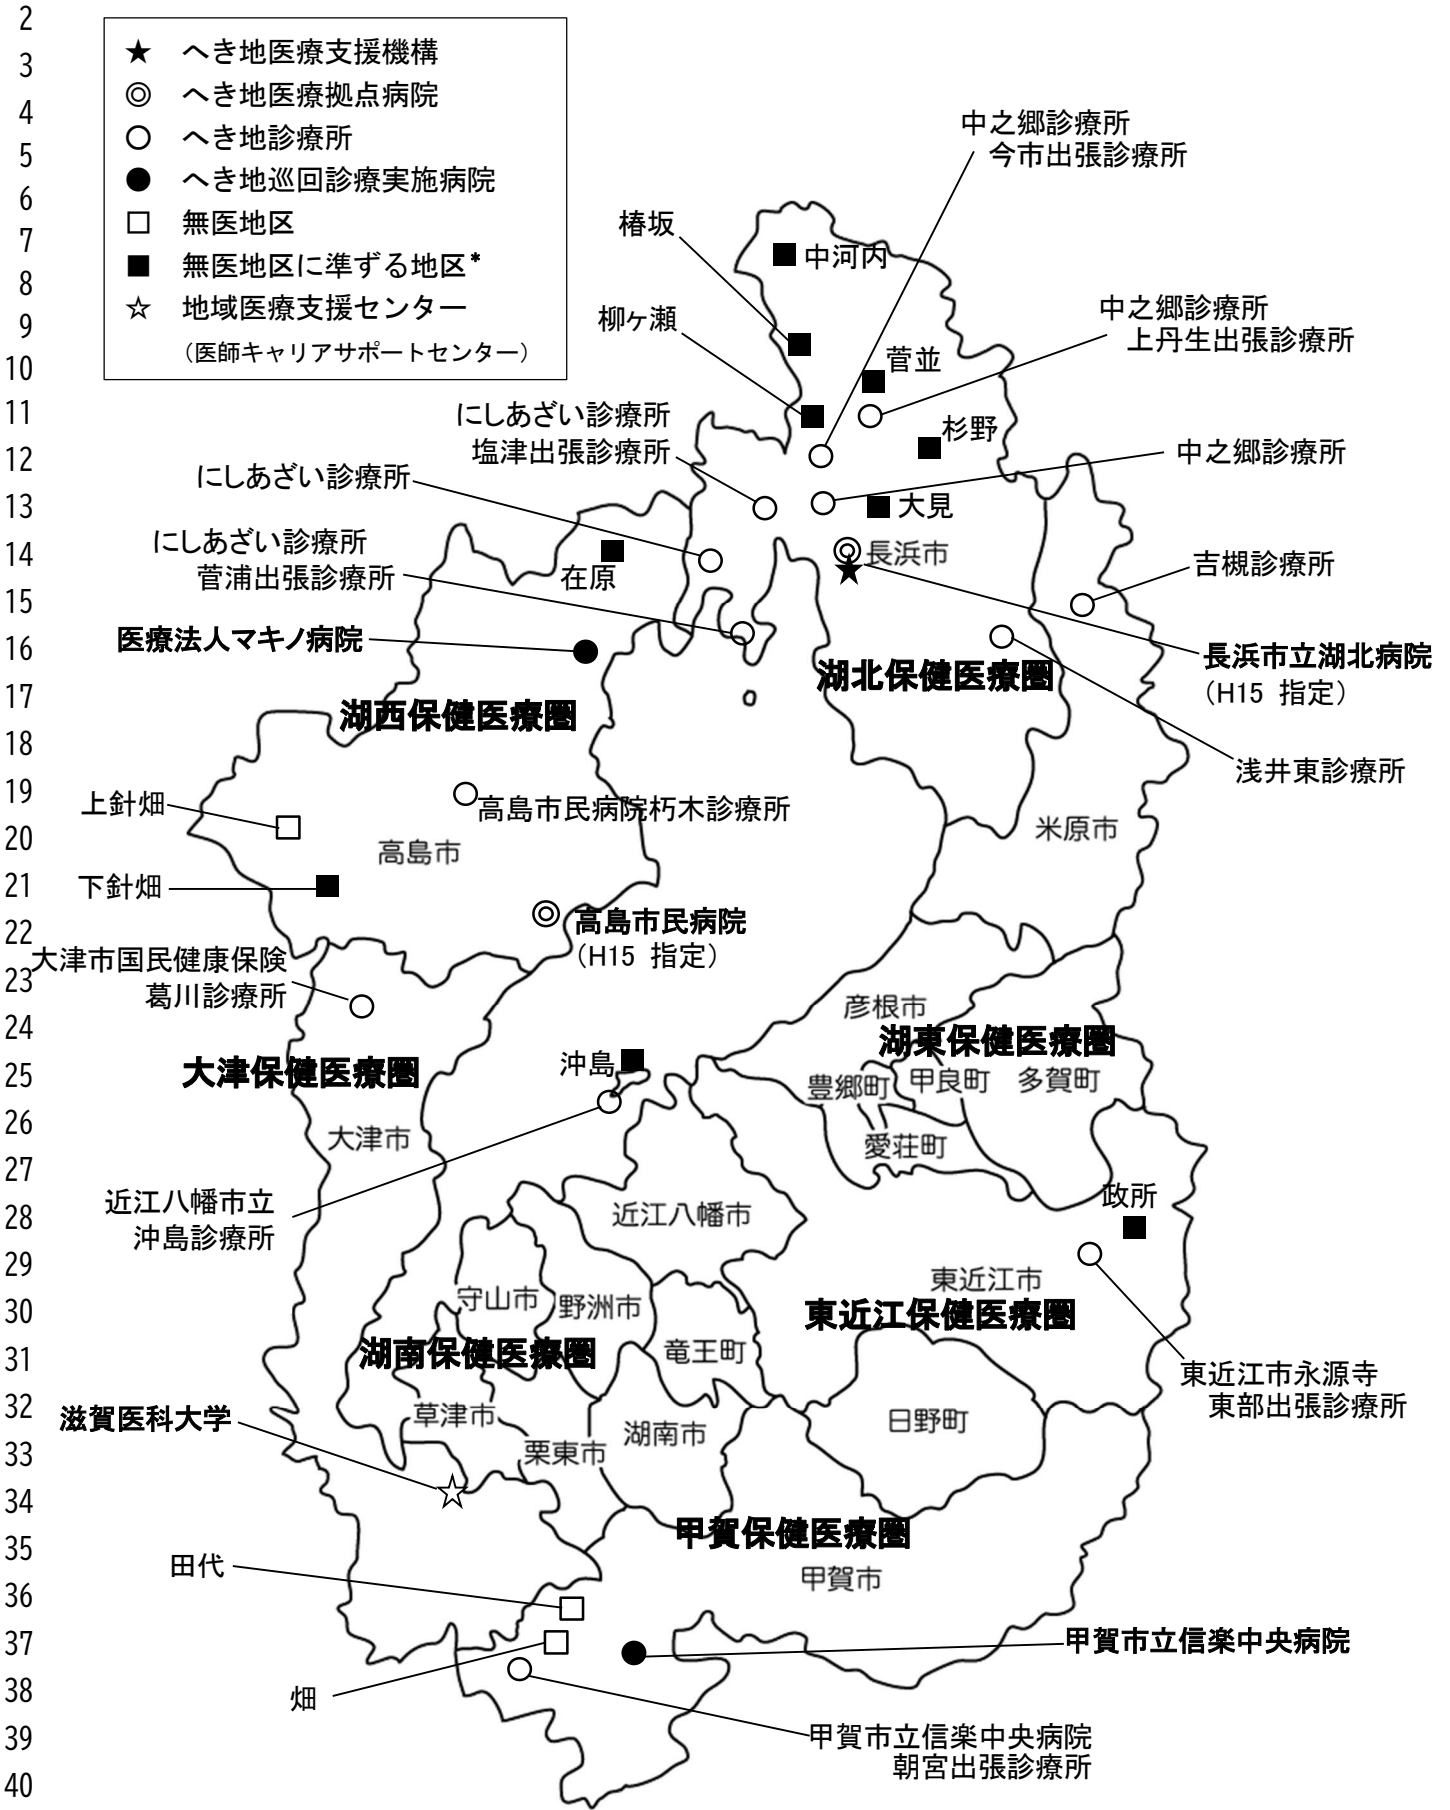 2
3
4
5
6
7
8
9
10
11
12
13
14
15
16
17
18
19
20
21
22
23
24
25
26
27
28
29
30
31
32
33
34
35
36
37
38
39
40
★ へき地医療支援機構
◎ へき地医療拠点病院
○ へき地診療所
● へき地巡回診療実施病院
□ 無医地区
■ 無医地区に準ずる地区*
☆ 地域医療支援センター
（医師キャリアサポートセンター）
中之郷診療所
今市出張診療所
椿坂
中河内
柳ヶ瀬
中之郷診療所
上丹生出張診療所
菅並
にしあざい診療所
塩津出張診療所
杉野
中之郷診療所
にしあざい診療所
大見
にしあざい診療所
菅浦出張診療所
在原
長浜市
吉槻診療所
医療法人マキノ病院
長浜市立湖北病院
（H15 指定）
湖北保健医療圏
湖西保健医療圏
浅井東診療所
上針畑
高島市民病院朽木診療所
米原市
高島市
下針畑
高島市民病院
（H15 指定）
大津市国民健康保険
葛川診療所
彦根市
湖東保健医療圏
沖島
大津保健医療圏
豊郷町
甲良町
多賀町
大津市
愛荘町
近江八幡市立
沖島診療所
近江八幡市
政所
東近江市
守山市
野洲市
東近江保健医療圏
湖南保健医療圏
竜王町
東近江市永源寺
東部出張診療所
滋賀医科大学
草津市
日野町
栗東市
湖南市
甲賀保健医療圏
田代
甲賀市
甲賀市立信楽中央病院
畑
甲賀市立信楽中央病院
朝宮出張診療所